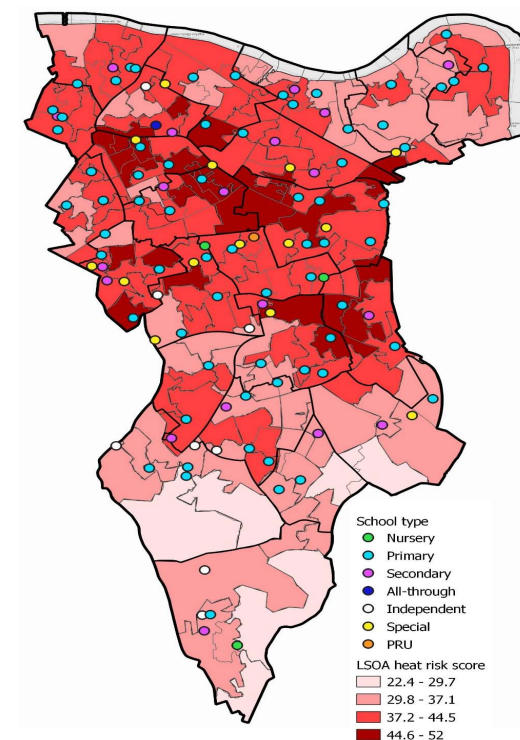 School type
Nursery
Primary
Secondary
All-through
Independent
Special
PRU
LSOA heat risk score
22.4 - 29.7
29.8 - 37.1
37.2 - 44.5
44.6 - 52